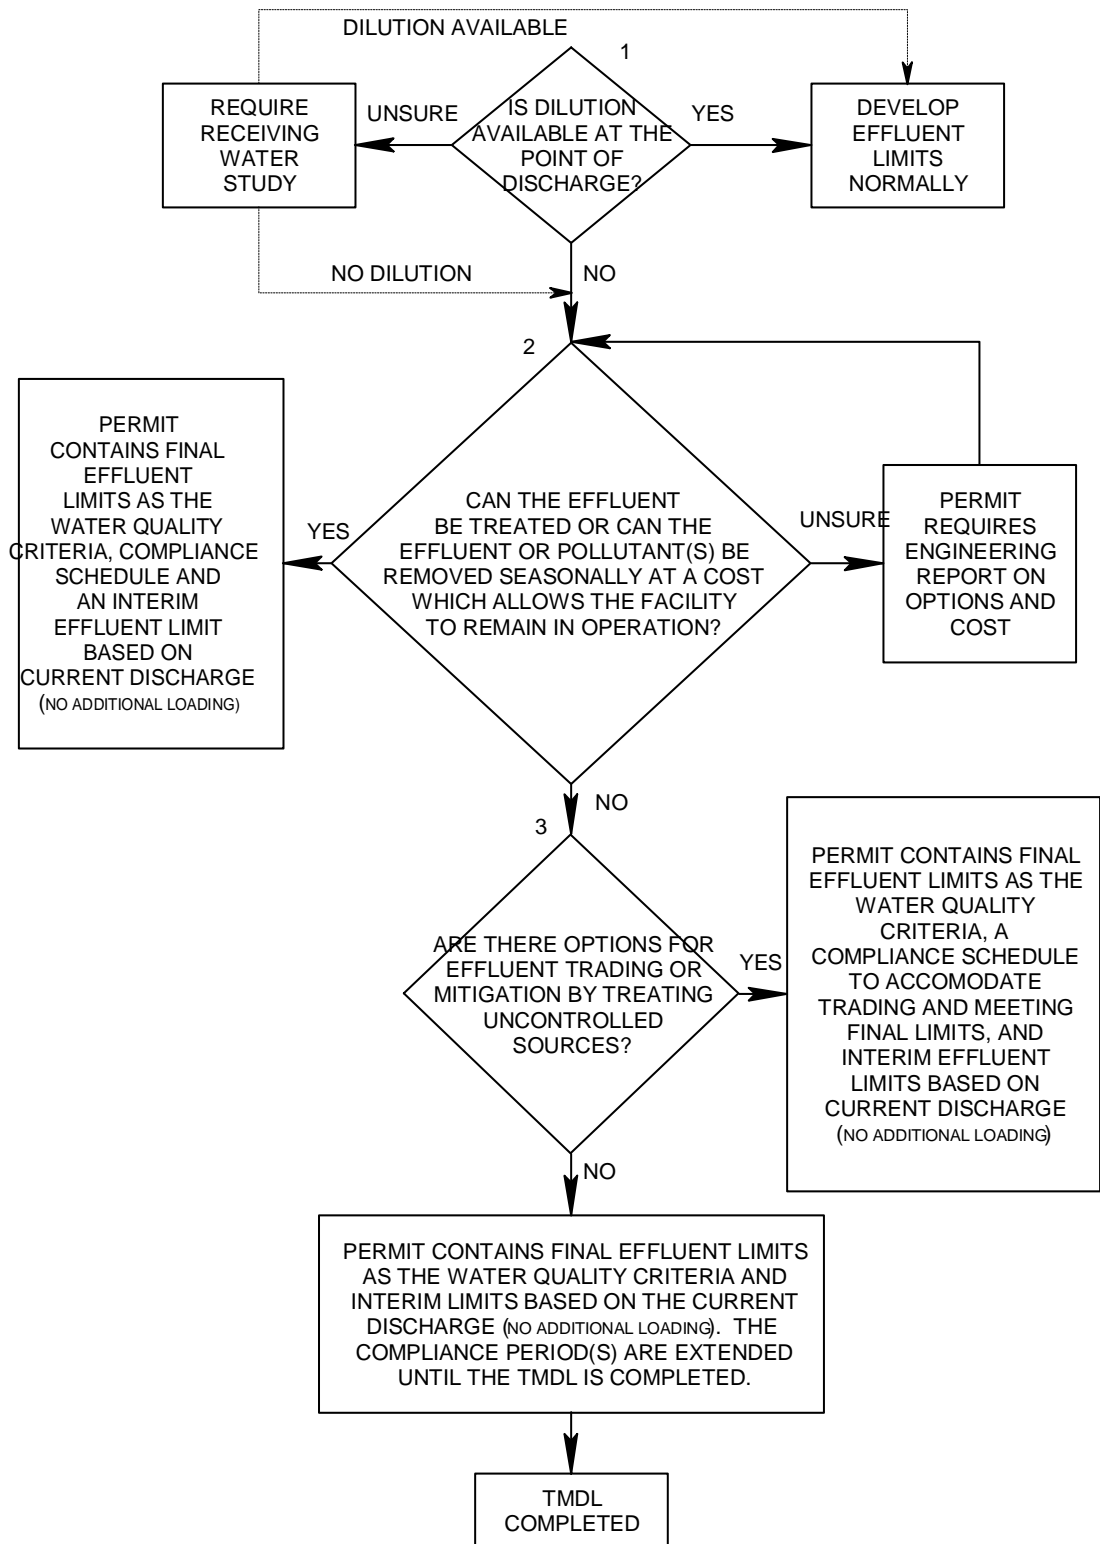 DILUTION AVAILABLE
1
REQUIRE
RECEIVING
WATER
STUDY
UNSURE
IS DILUTION
AVAILABLE AT THE
POINT OF
DISCHARGE?
YES
DEVELOP
EFFLUENT
LIMITS
NORMALLY
NO DILUTION
NO
2
PERMIT
CONTAINS FINAL
EFFLUENT
LIMITS AS THE
WATER QUALITY
CRITERIA, COMPLIANCE
SCHEDULE AND
AN INTERIM
EFFLUENT LIMIT
BASED ON
CURRENT DISCHARGE
(NO ADDITIONAL LOADING)
YES
CAN THE EFFLUENT
BE TREATED OR CAN THE
EFFLUENT OR POLLUTANT(S) BE
REMOVED SEASONALLY AT A COST
WHICH ALLOWS THE FACILITY
TO REMAIN IN OPERATION?
UNSURE
PERMIT
REQUIRES
ENGINEERING
REPORT ON
OPTIONS AND
COST
NO
3
ARE THERE OPTIONS FOR
EFFLUENT TRADING OR
MITIGATION BY TREATING
UNCONTROLLED
SOURCES?
YES
PERMIT CONTAINS FINAL
EFFLUENT LIMITS AS THE
WATER QUALITY
CRITERIA, A
COMPLIANCE SCHEDULE
TO ACCOMODATE
TRADING AND MEETING
FINAL LIMITS, AND
INTERIM EFFLUENT
LIMITS BASED ON
CURRENT DISCHARGE
(NO ADDITIONAL LOADING)
NO
PERMIT CONTAINS FINAL EFFLUENT LIMITS
AS THE WATER QUALITY CRITERIA AND
INTERIM LIMITS BASED ON THE CURRENT
DISCHARGE (NO ADDITIONAL LOADING). THE
COMPLIANCE PERIOD(S) ARE EXTENDED
UNTIL THE TMDL IS COMPLETED.
TMDL
COMPLETED